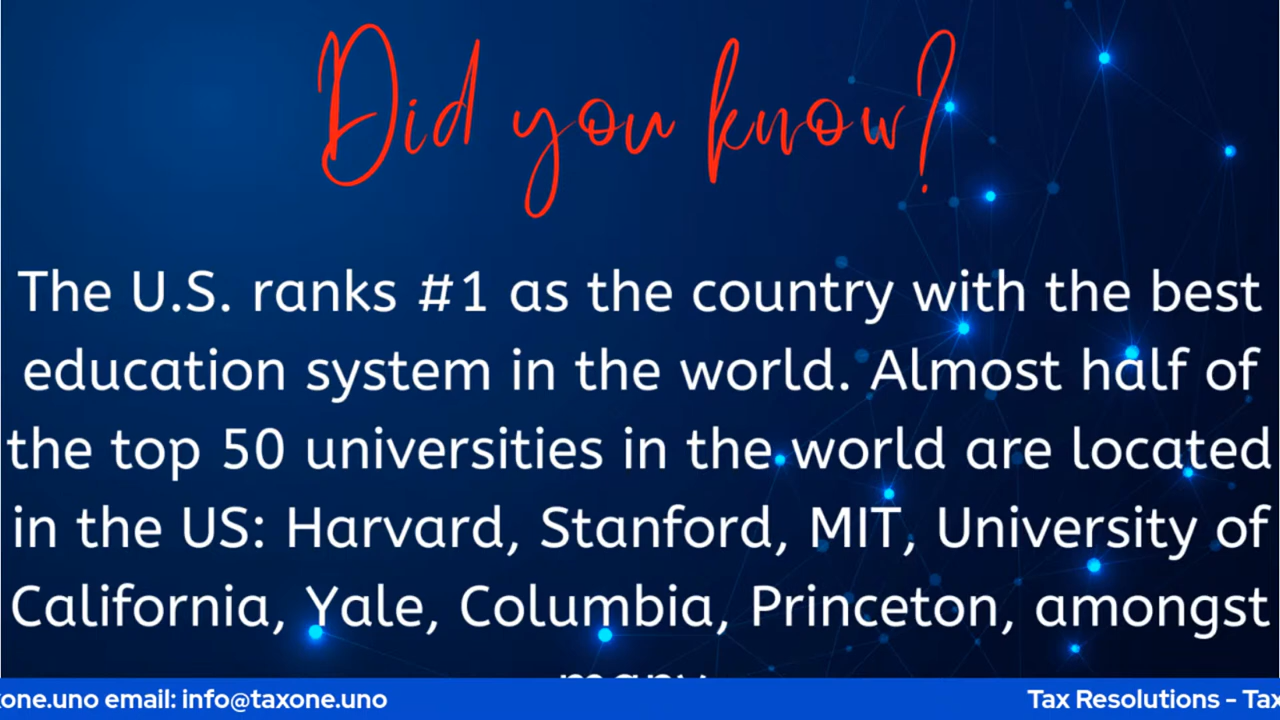 Did you know?
The U.S. ranks #1 as the country with the best
education system in the world. Almost half of
the top 50 universities in the world are located
in the US: Harvard, Stanford, MIT, University of
California, Yale, Columbia, Princeton, amongst
xone.uno email: info@taxone.uno
Tax Resolutions - Tax